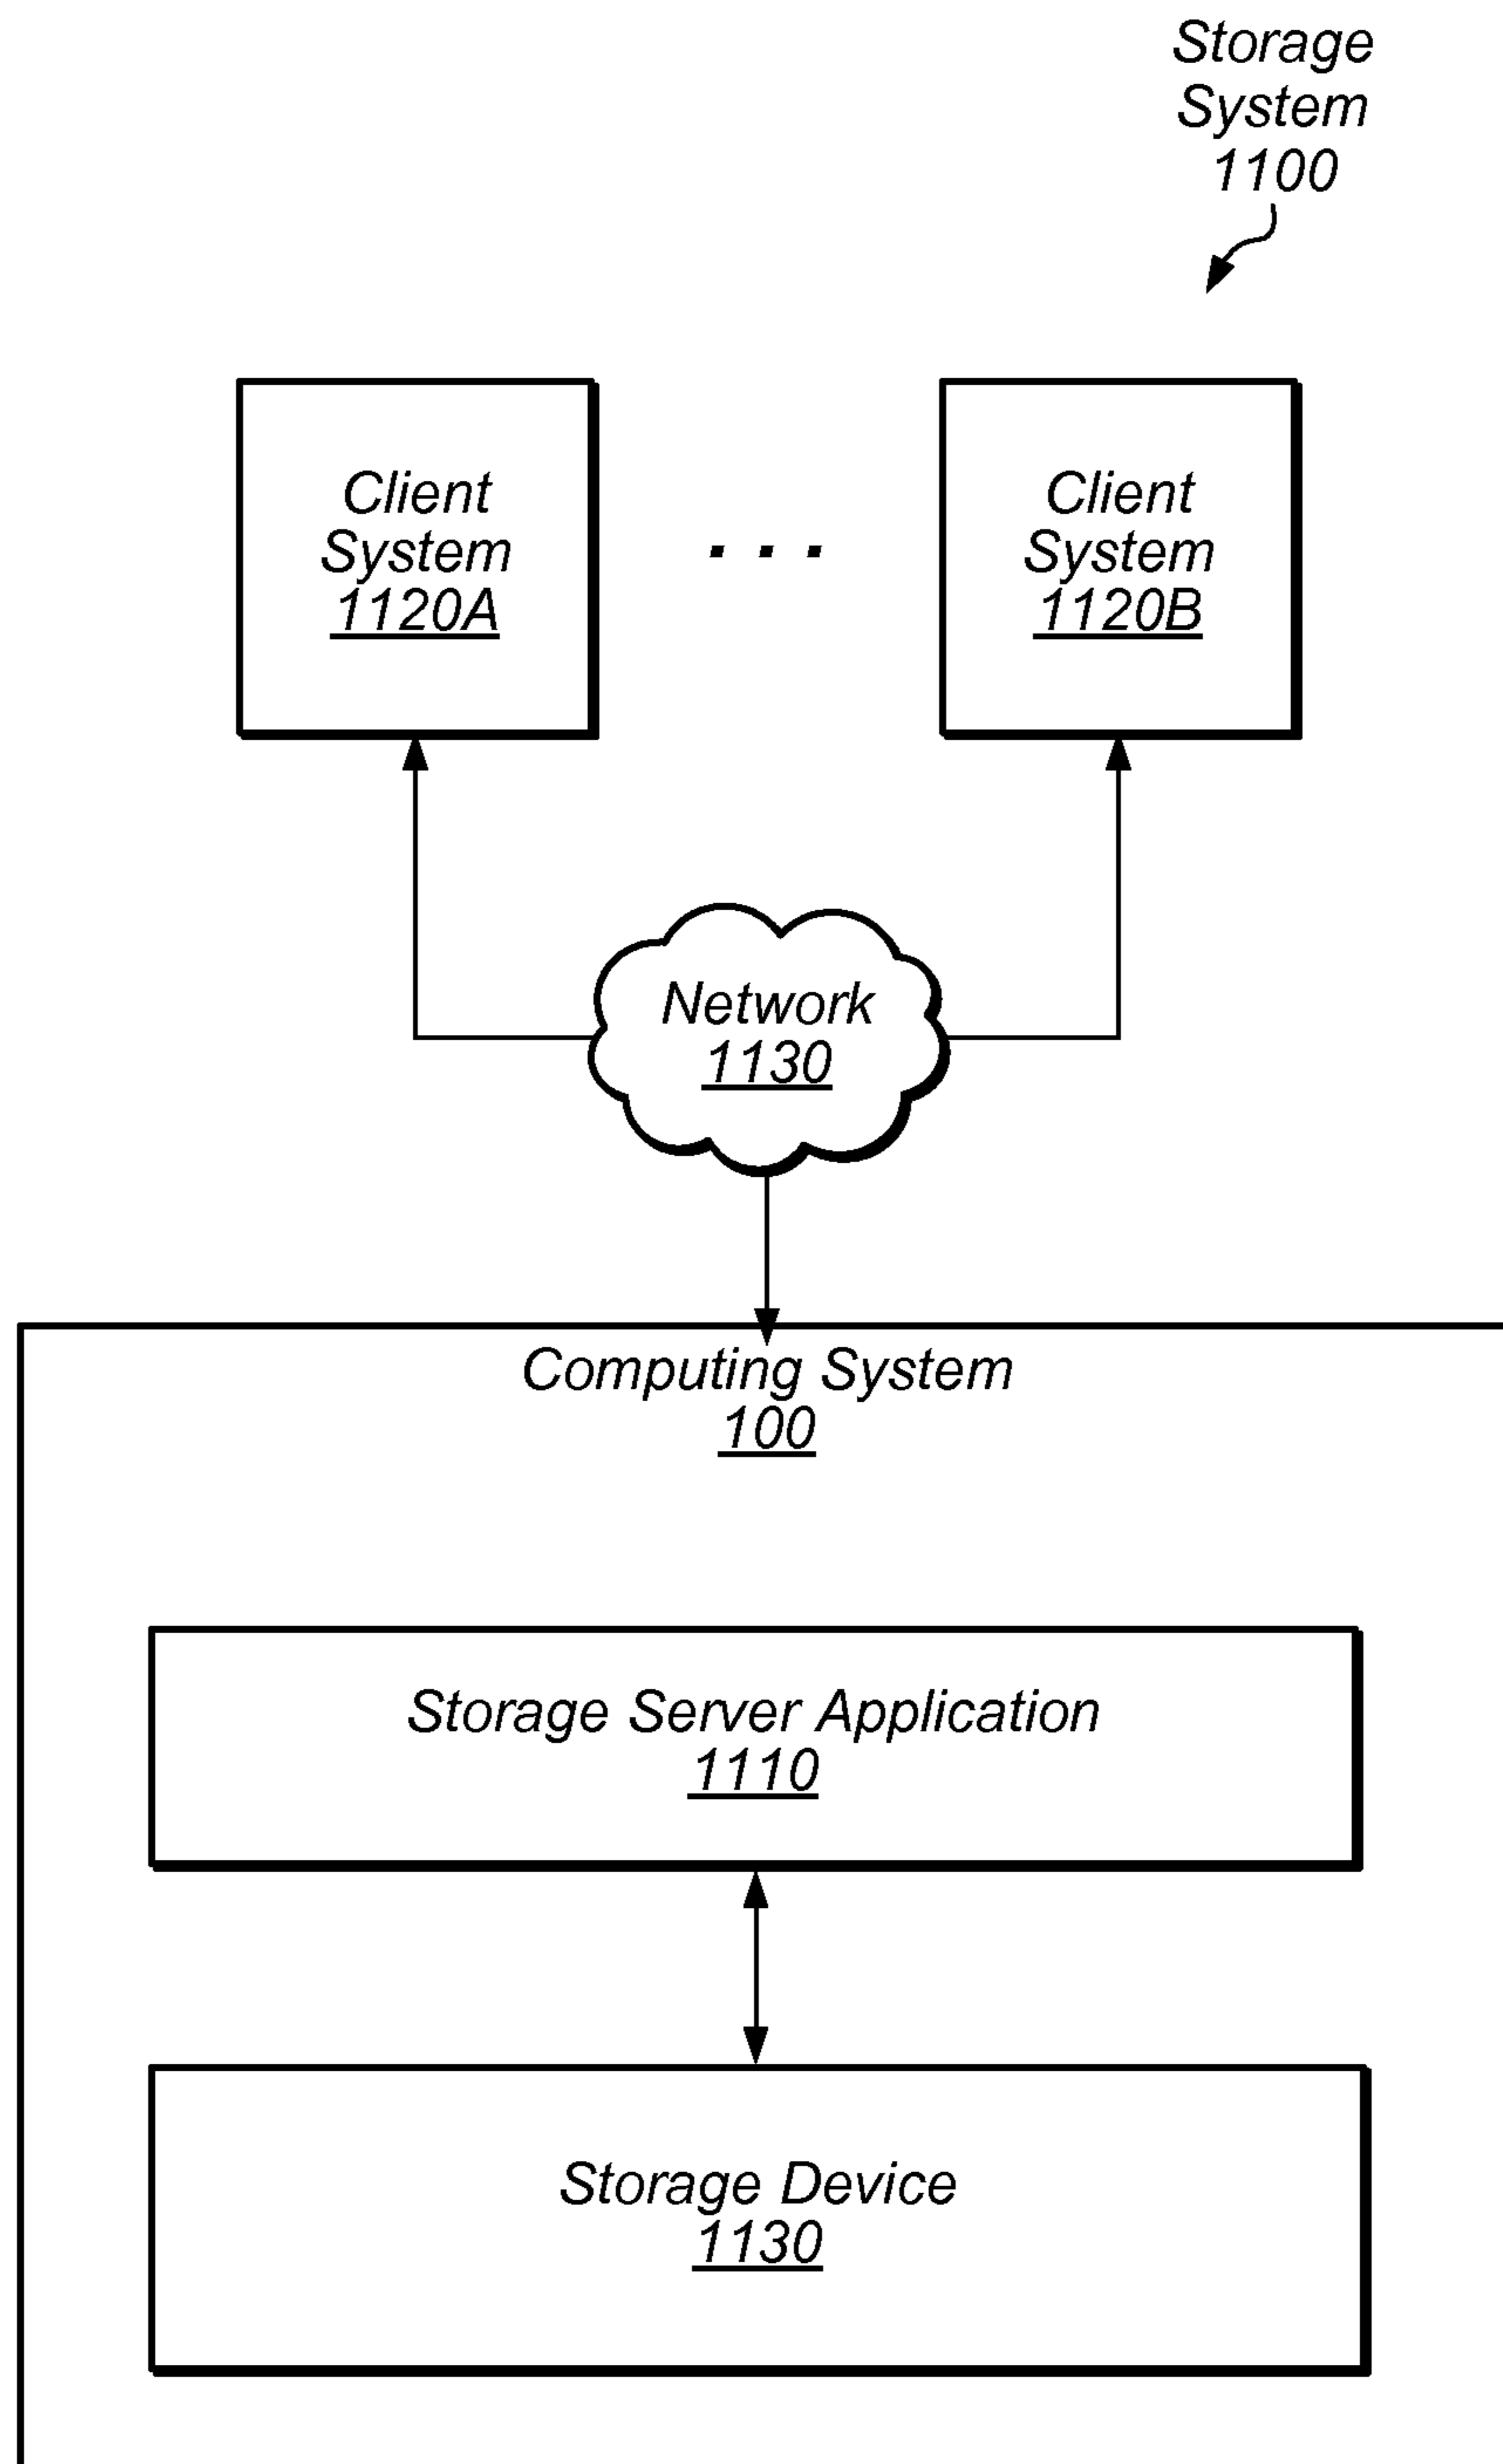 Storage
System
1100
Client
System
1120A
. . .
Client
System
1120B
Network
1130
Computing System
100
Storage Server Application
1110
Storage Device
1130